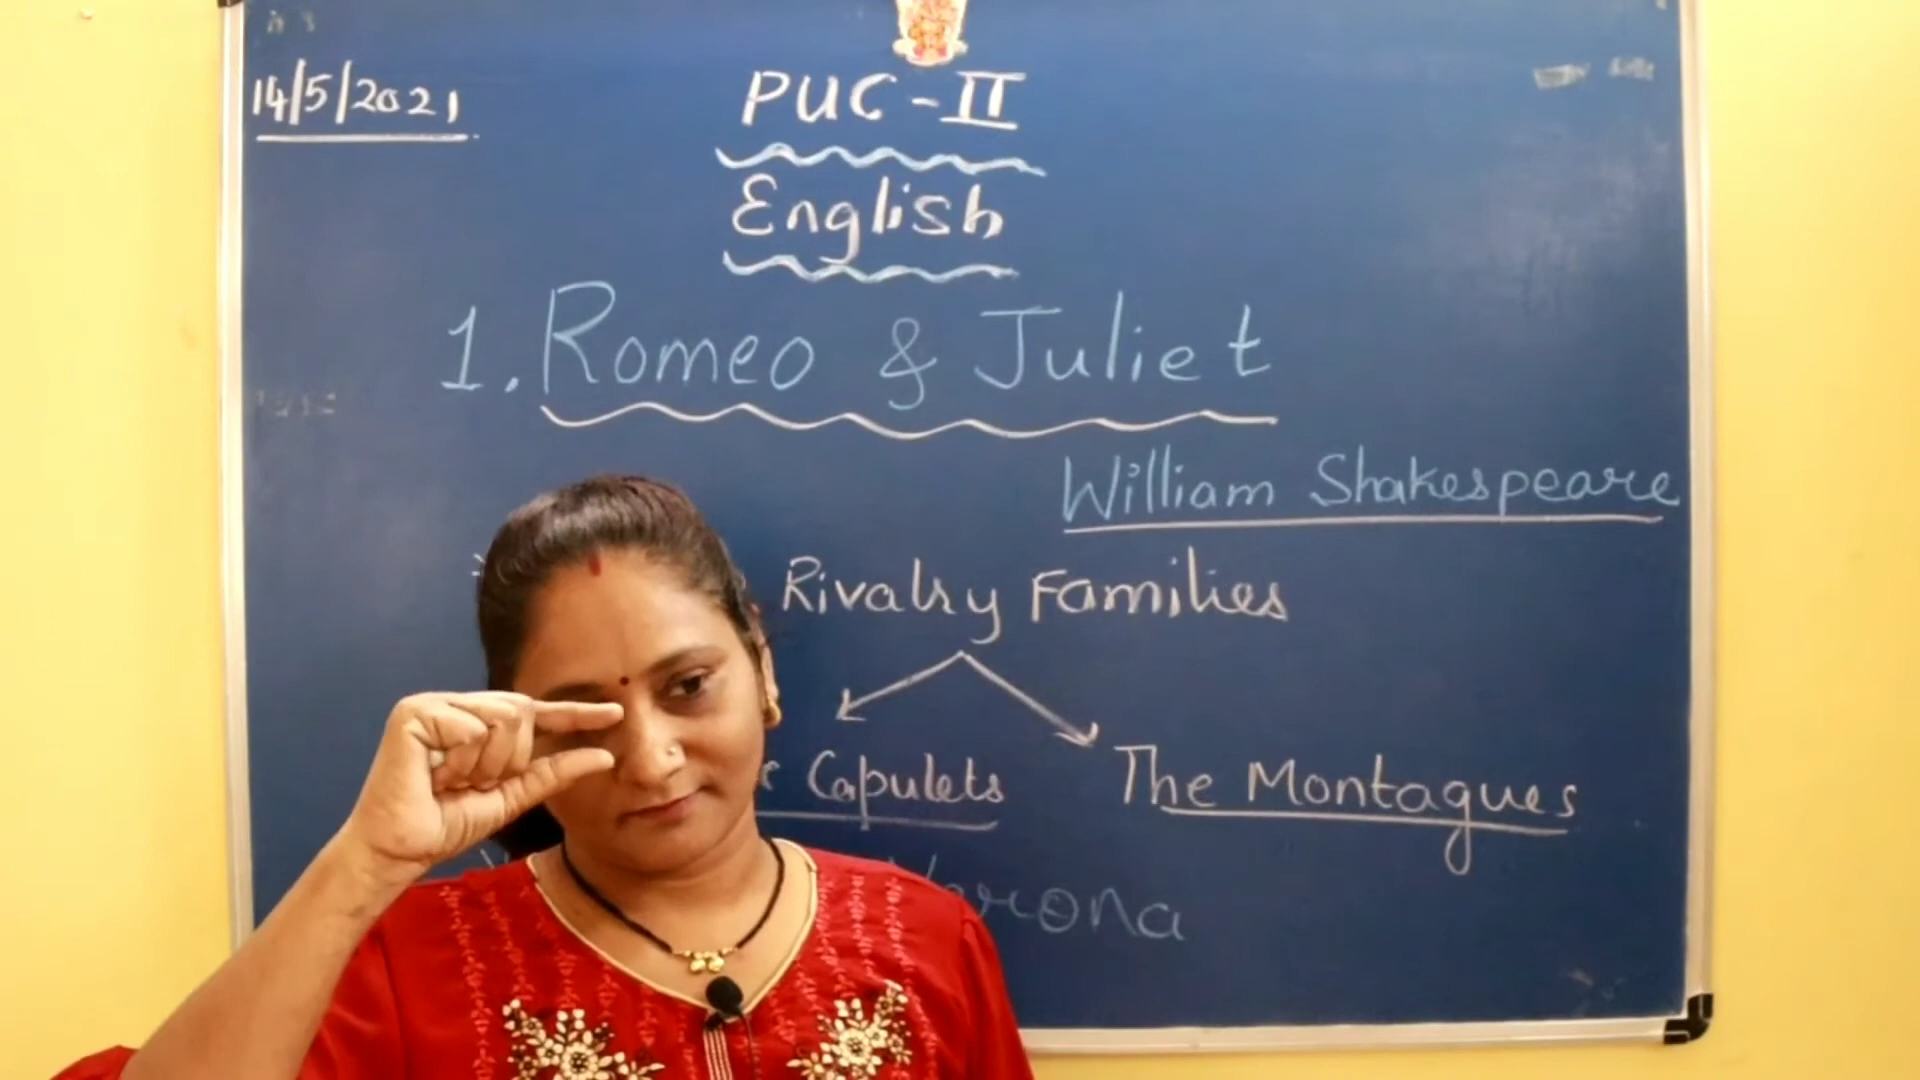 14/5/2021
PUC-II
English
1. Romeo & Juliet
William Shakespeare
Rivalry Families
Capulets The Montagues